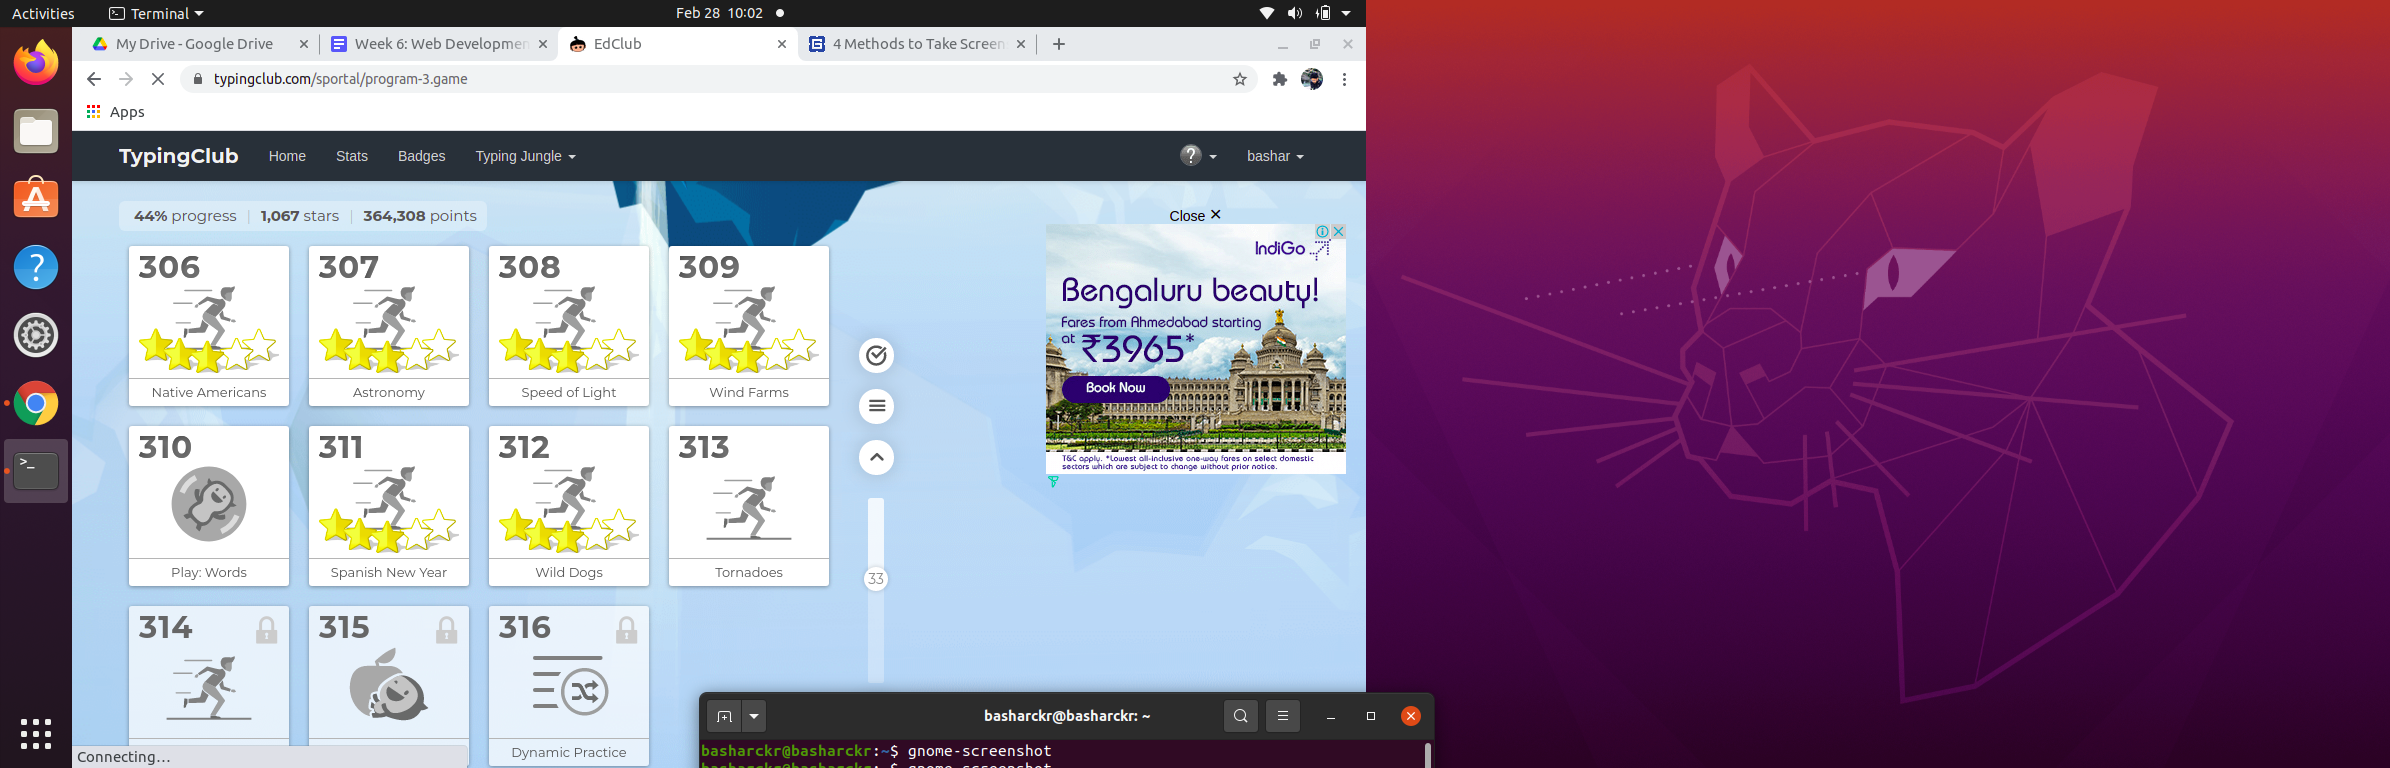 Activities
Terminal
Feb 28 10:02
My Drive - Google Drive
Week 6: Web Developmen
EdClub
4 Methods to Take Screen
typingclub.com/sportal/program-3.game
Apps
TypingClub
Home
Stats
Badges
Typing Jungle
?
bashar
44% progress | 1,067 stars | 364,308 points
Close ✕
306
307
308
309
Native Americans
Astronomy
Speed of Light
Wind Farms
IndiGo
Bengaluru beauty!
Fares from Ahmedabad starting
at ₹3965*
Book Now
T&C apply. *Lowest all-inclusive one-way fares on select domestic
sectors which are subject to change without prior notice.
310
311
312
313
Play: Words
Spanish New Year
Wild Dogs
Tornadoes
33
314
315
316
Dynamic Practice
Connecting...
basharckr@basharckr: ~
basharckr@basharckr:~$ gnome-screenshot
basharckr@basharckr:~$ gnome-screenshot